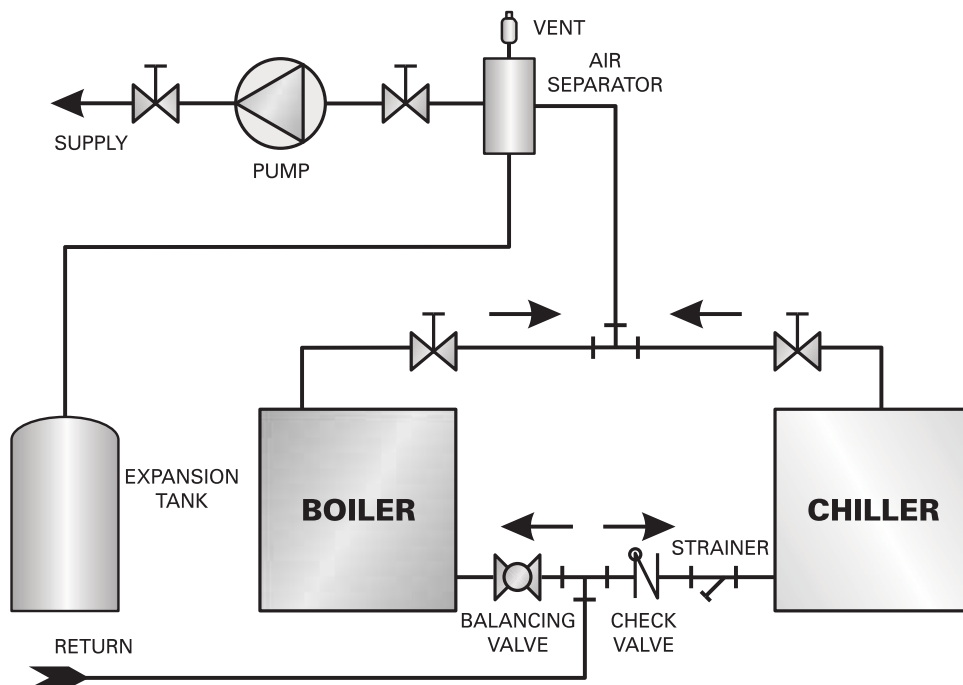 VENT
AIR
SEPARATOR
SUPPLY
PUMP
EXPANSION
TANK
BOILER
CHILLER
STRAINER
BALANCING
VALVE
CHECK
VALVE
RETURN